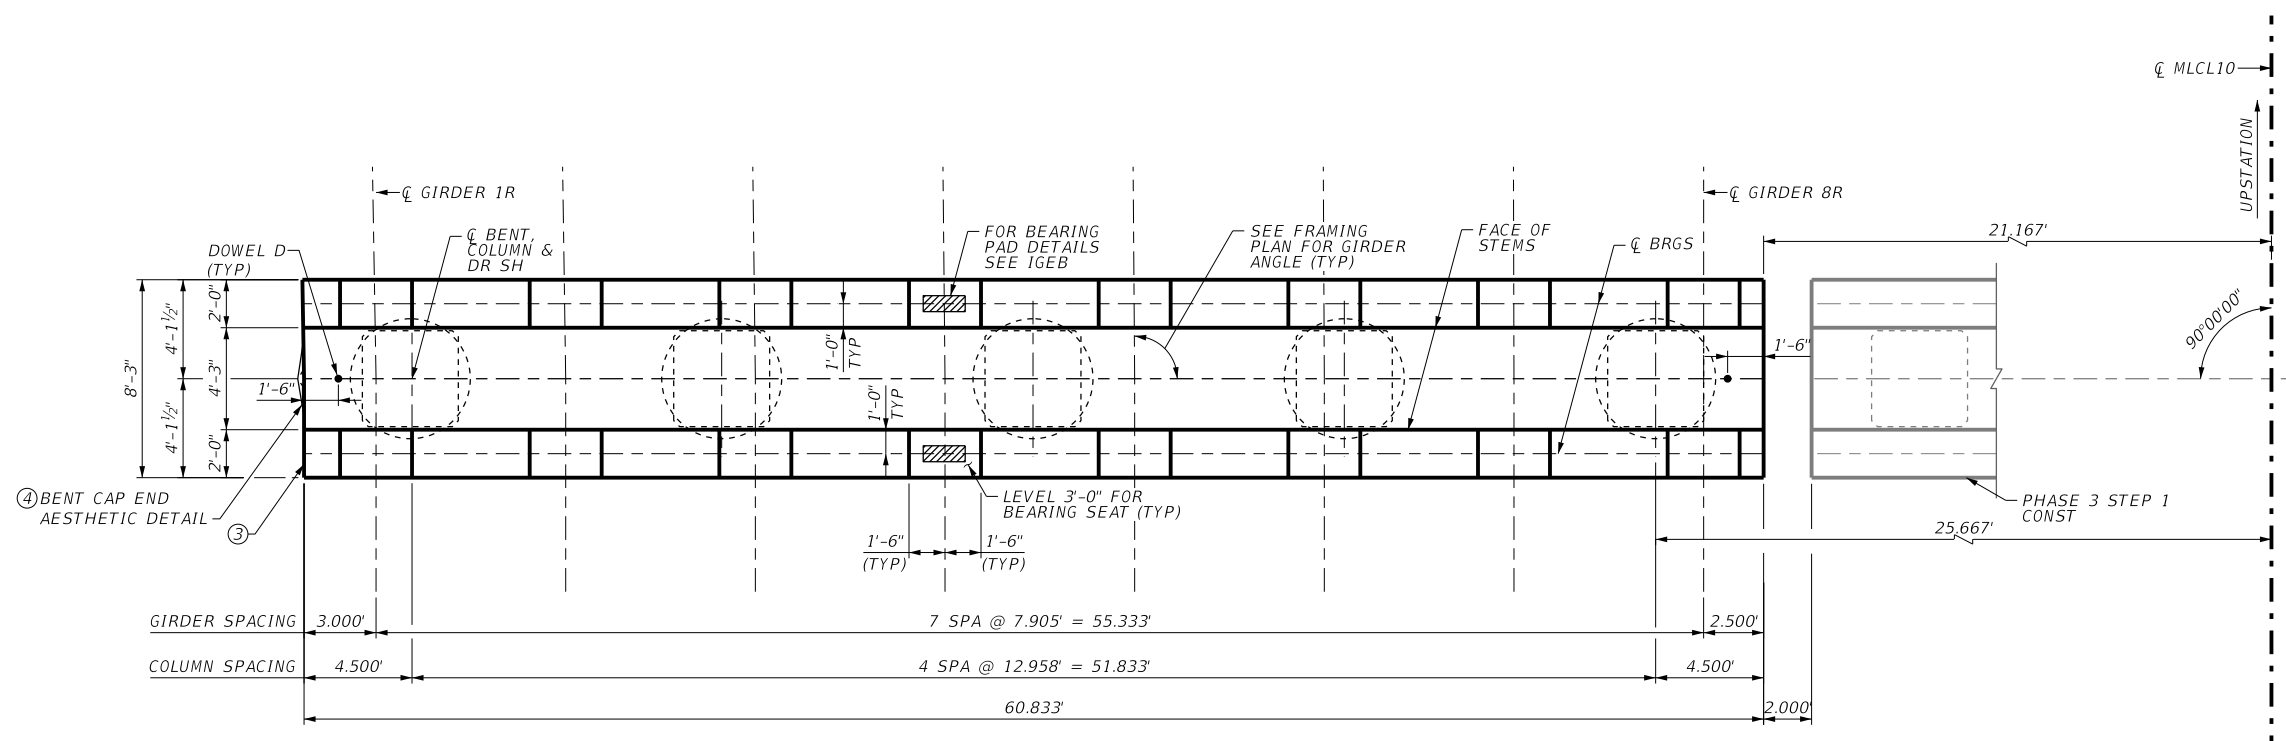 ℄ MLCL10
UPSTATION
℄ GIRDER 1R
℄ GIRDER 8R
DOWEL D
(TYP)
℄ BENT,
COLUMN &
DR SH
FOR BEARING
PAD DETAILS
SEE IGEB
SEE FRAMING
PLAN FOR GIRDER
ANGLE (TYP)
FACE OF
STEMS
℄ BRGS
21.167'
90°00'00"
8'-3"
4'-1½"
4'-1½"
2'-0"
4'-3"
2'-0"
1'-6"
1'-0"
TYP
1'-0"
TYP
1'-6"
④ BENT CAP END
AESTHETIC DETAIL
③
LEVEL 3'-0" FOR
BEARING SEAT (TYP)
1'-6"
(TYP)
1'-6"
(TYP)
PHASE 3 STEP 1
CONST
25.667'
GIRDER SPACING 3.000' 7 SPA @ 7.905' = 55.333' 2.500'
COLUMN SPACING 4.500' 4 SPA @ 12.958' = 51.833' 4.500'
60.833' 2.000'